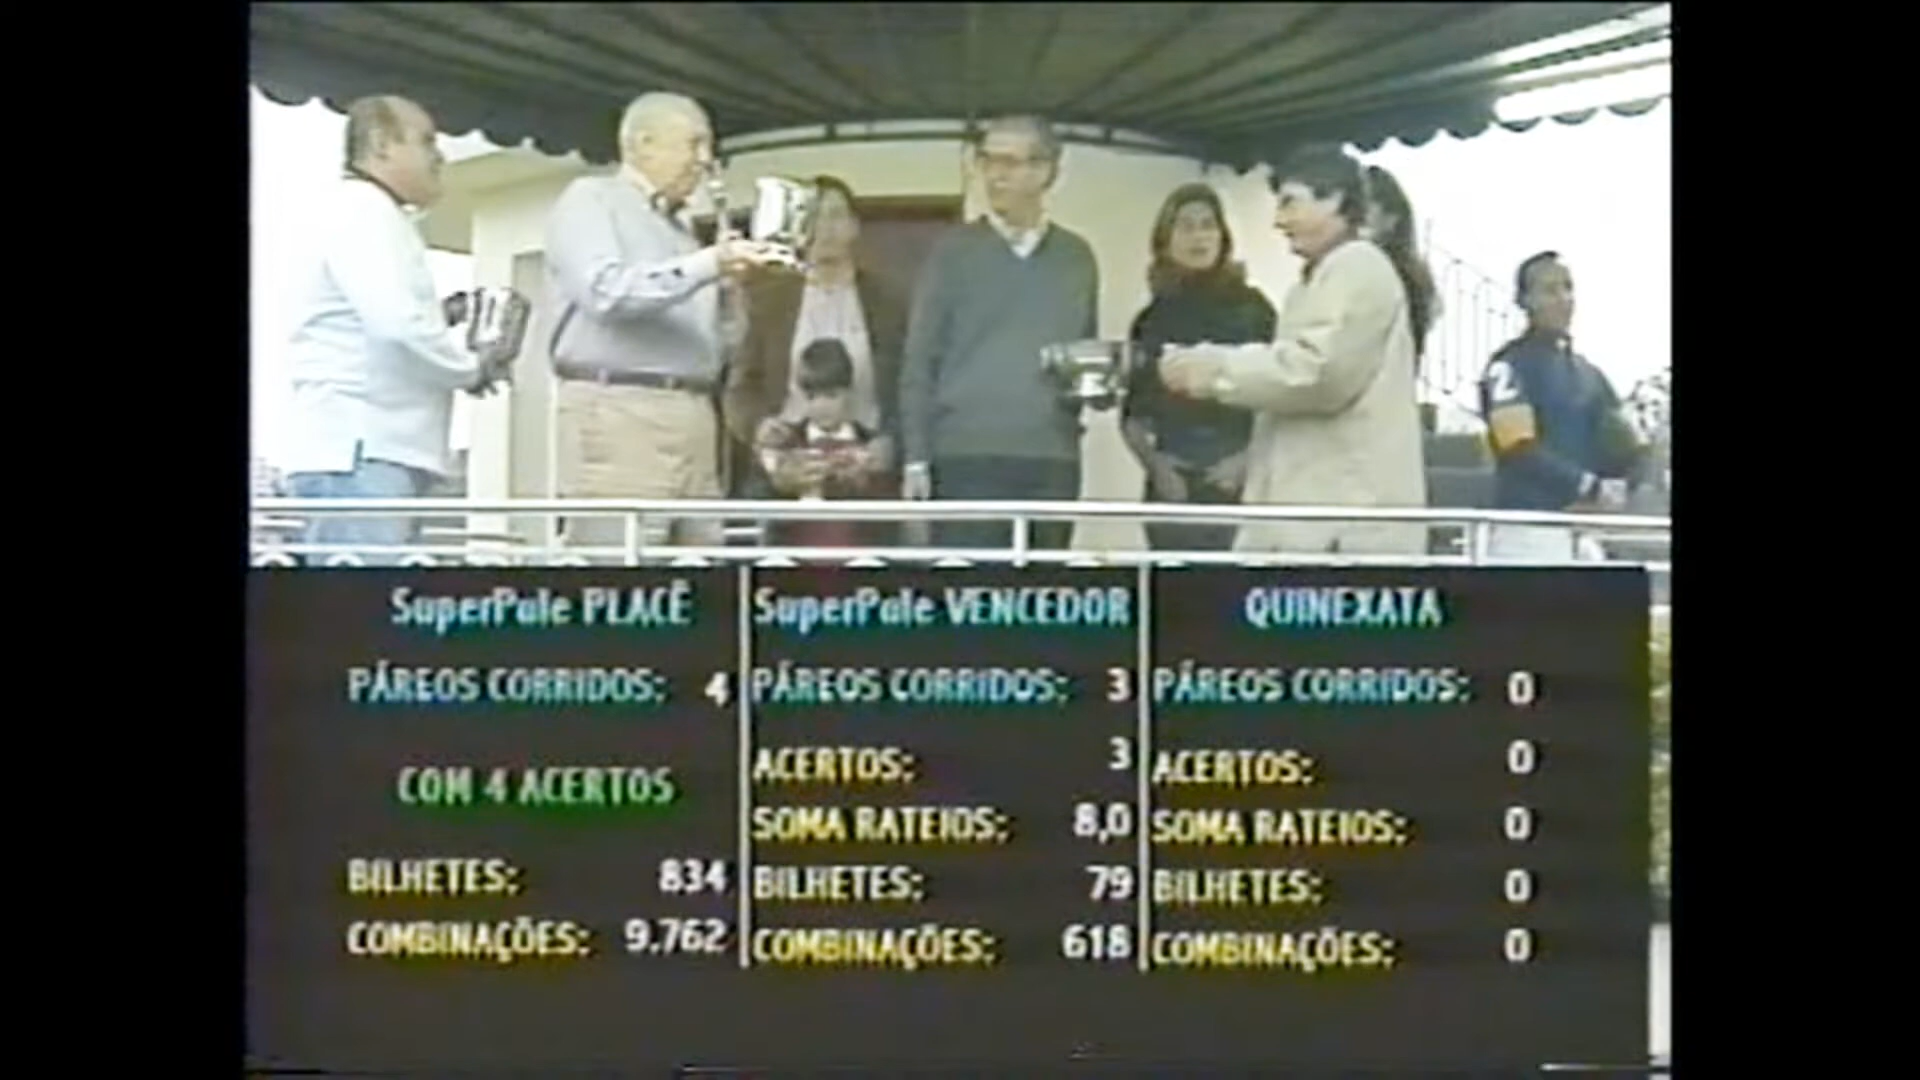 2
SuperPule PLACÊ
PÁREOS CORRIDOS: 4
COM 4 ACERTOS
BILHETES: 834
COMBINAÇÕES: 9.762
SuperPule VENCEDOR
PÁREOS CORRIDOS: 3
ACERTOS: 3
SOMA RATEIOS: 8,0
BILHETES: 79
COMBINAÇÕES: 618
QUINEXATA
PÁREOS CORRIDOS: 0
ACERTOS: 0
SOMA RATEIOS: 0
BILHETES: 0
COMBINAÇÕES: 0